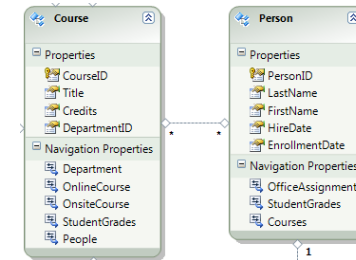 Course
Properties
CourseID
Title
Credits
DepartmentID
Navigation Properties
Department
OnlineCourse
OnsiteCourse
StudentGrades
People
*
*
Person
Properties
PersonID
LastName
FirstName
HireDate
EnrollmentDate
Navigation Properties
OfficeAssignment
StudentGrades
Courses
1